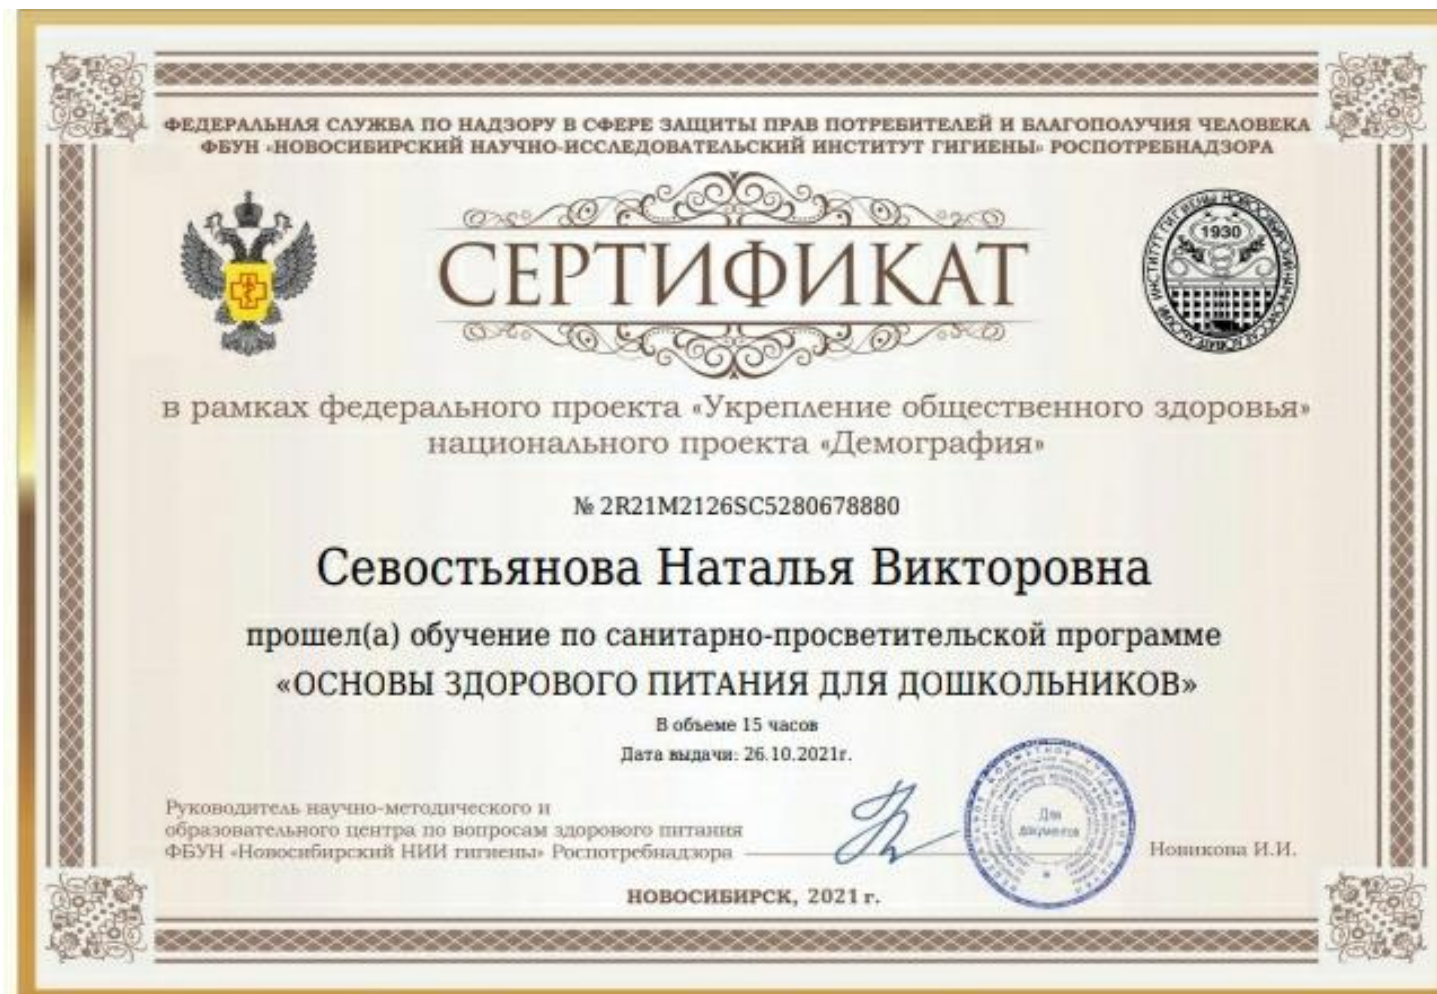 ФЕДЕРАЛЬНАЯ СЛУЖБА ПО НАДЗОРУ В СФЕРЕ ЗАЩИТЫ ПРАВ ПОТРЕБИТЕЛЕЙ И БЛАГОПОЛУЧИЯ ЧЕЛОВЕКА
ФБУН «НОВОСИБИРСКИЙ НАУЧНО-ИССЛЕДОВАТЕЛЬСКИЙ ИНСТИТУТ ГИГИЕНЫ» РОСПОТРЕБНАДЗОРА
1930
СЕРТИФИКАТ
в рамках федерального проекта «Укрепление общественного здоровья»
национального проекта «Демография»
№ 2R21M2126SC5280678880
Севостьянова Наталья Викторовна
прошел(а) обучение по санитарно-просветительской программе
«ОСНОВЫ ЗДОРОВОГО ПИТАНИЯ ДЛЯ ДОШКОЛЬНИКОВ»
В объеме 15 часов
Дата выдачи: 26.10.2021г.
Руководитель научно-методического и
образовательного центра по вопросам здорового питания
ФБУН «Новосибирский НИИ гигиены» Роспотребнадзора
Для
документов
Новикова И.И.
НОВОСИБИРСК, 2021 г.